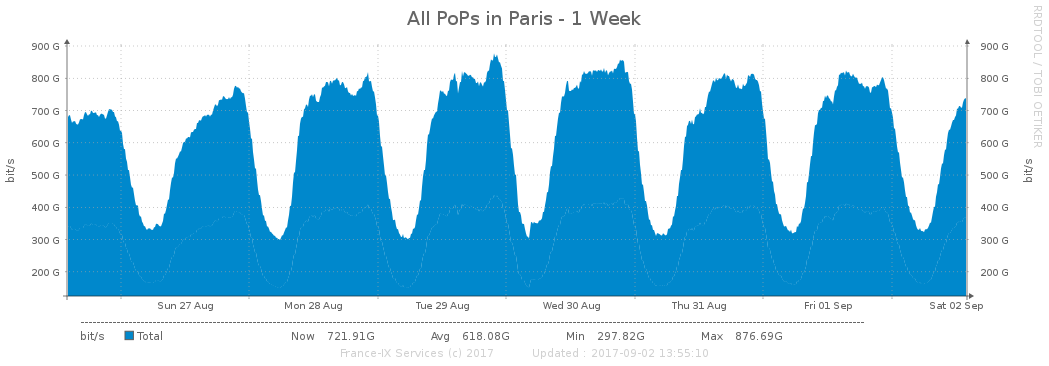 All PoPs in Paris - 1 Week
RRDTOOL / TOBI OETIKER
900 G 900 G
800 G 800 G
700 G 700 G
600 G 600 G
500 G 500 G
400 G 400 G
300 G 300 G
200 G 200 G
bit/s bit/s
Sun 27 Aug Mon 28 Aug Tue 29 Aug Wed 30 Aug Thu 31 Aug Fri 01 Sep Sat 02 Sep
bit/s Total Now 721.91G Avg 618.08G Min 297.82G Max 876.69G
France-IX Services (c) 2017 Updated : 2017-09-02 13:55:10